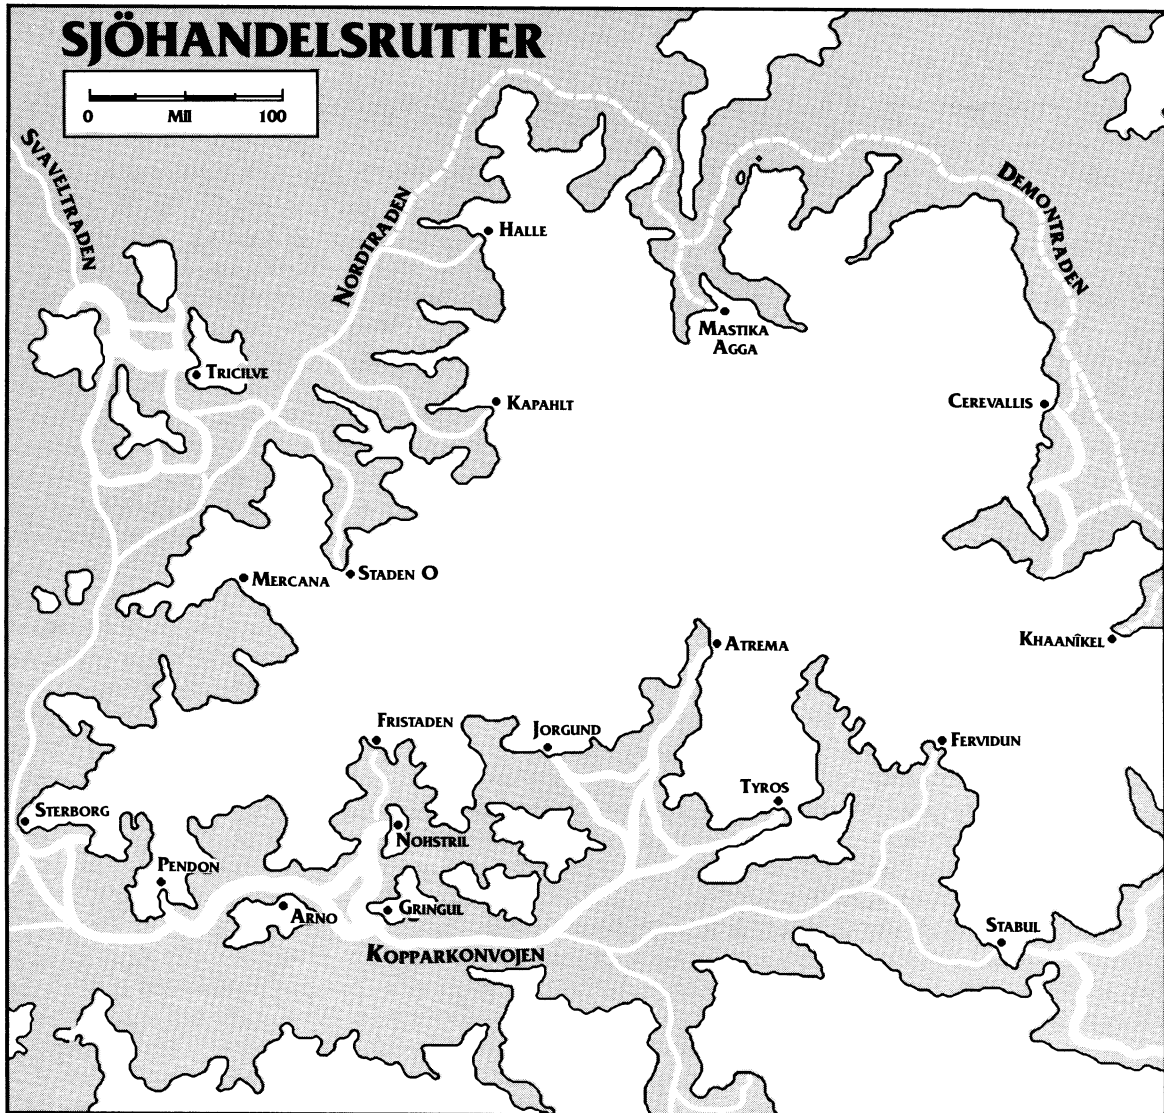 SJÖHANDELSRUTTER
0 Mil 100
SVAVELTRADEN
NORDTRADEN
DEMONTRADEN
HALLE
MASTIKA
AGGA
TRICILVE
KAPAHLT
CEREVALLIS
MERCANA
STADEN O
ATREMA
KHAANÎKEL
FRISTADEN
JORGUND
FERVIDUN
TYROS
STERBORG
NOHSTRIL
PENDON
ARNO
GRINGUL
STABUL
KOPPARKONVOJEN